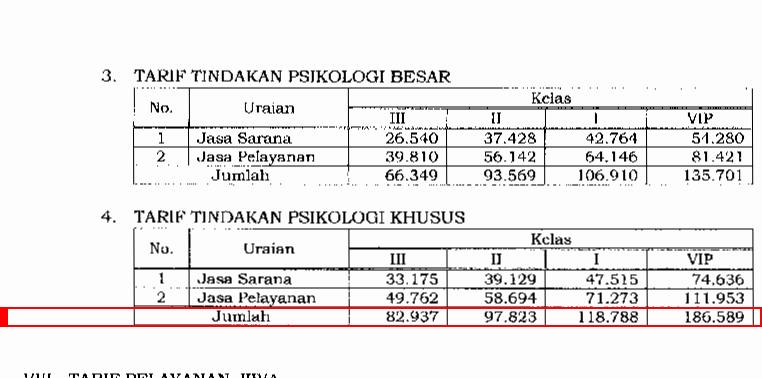 3. TARIF TINDAKAN PSIKOLOGI BESAR
No. Uraian Kelas
III II I VIP
1 Jasa Sarana 26.540 37.428 42.764 54.280
2 Jasa Pelayanan 39.810 56.142 64.146 81.421
Jumlah 66.349 93.569 106.910 135.701
4. TARIF TINDAKAN PSIKOLOGI KHUSUS
No. Uraian Kelas
III II I VIP
1 Jasa Sarana 33.175 39.129 47.515 74.636
2 Jasa Pelayanan 49.762 58.694 71.273 111.953
Jumlah 82.937 97.823 118.788 186.589
TARIF PELAYANAN